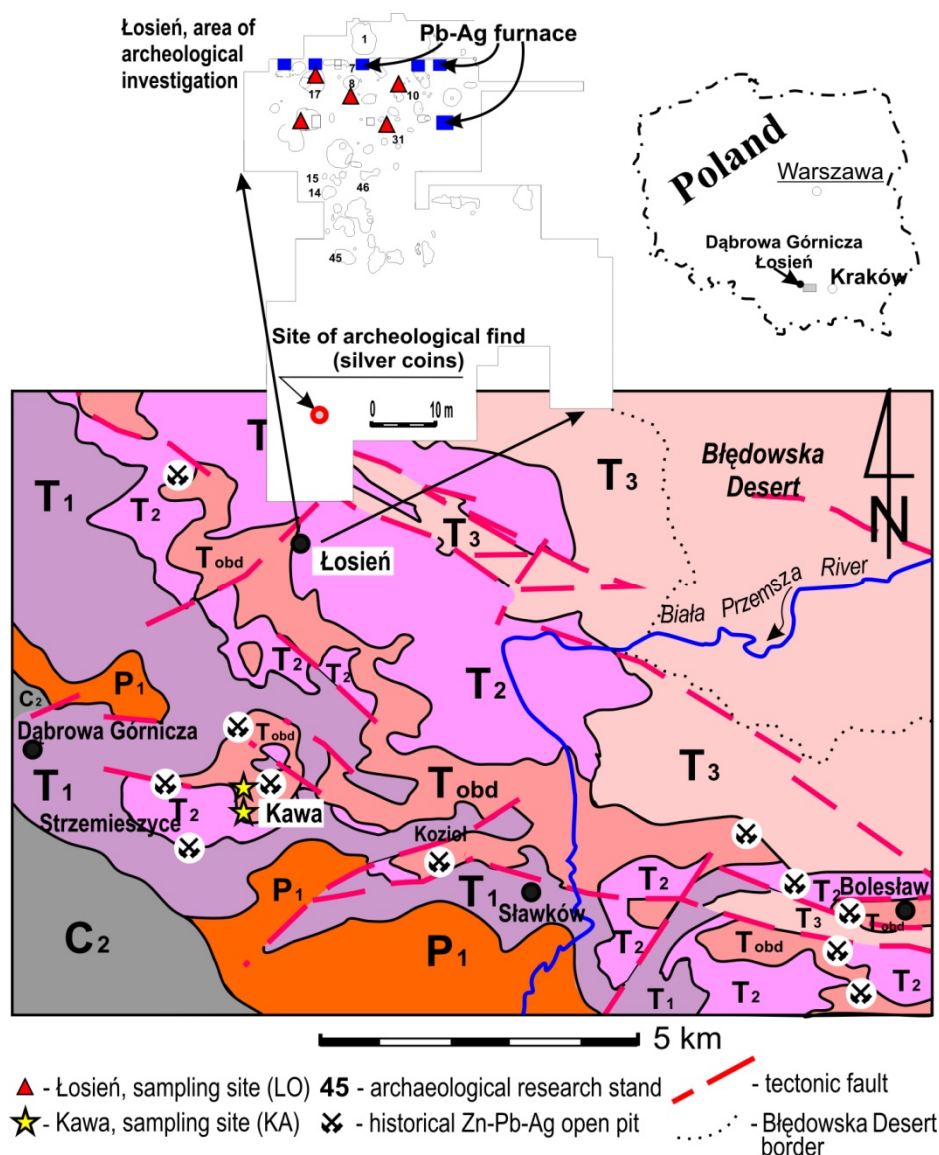 Łosień, area of
archeological
investigation
Pb-Ag furnace
1
7
8
17
10
31
15
14
46
45
Poland
Warszawa
Dąbrowa Górnicza
Łosień
Kraków
Site of archeological find
(silver coins)
0 10 m
T1
T2
T
T3
T3
Błędowska
Desert
N
Tobd
Łosień
Biała Przemsza River
T2
T2
T2
P1
C2
Dąbrowa Górnicza
Tobd
T1
T2
Strzemieszyce
Kawa
Tobd
T3
Kozioł
P1
T1
Sławków
T2
T2
Bolesław
T3
Tobd
C2
P1
T2
Tobd
T1
T2
T2
5 km
- Łosień, sampling site (LO)
45 - archaeological research stand
- tectonic fault
- Kawa, sampling site (KA)
- historical Zn-Pb-Ag open pit
- Błędowska Desert
border